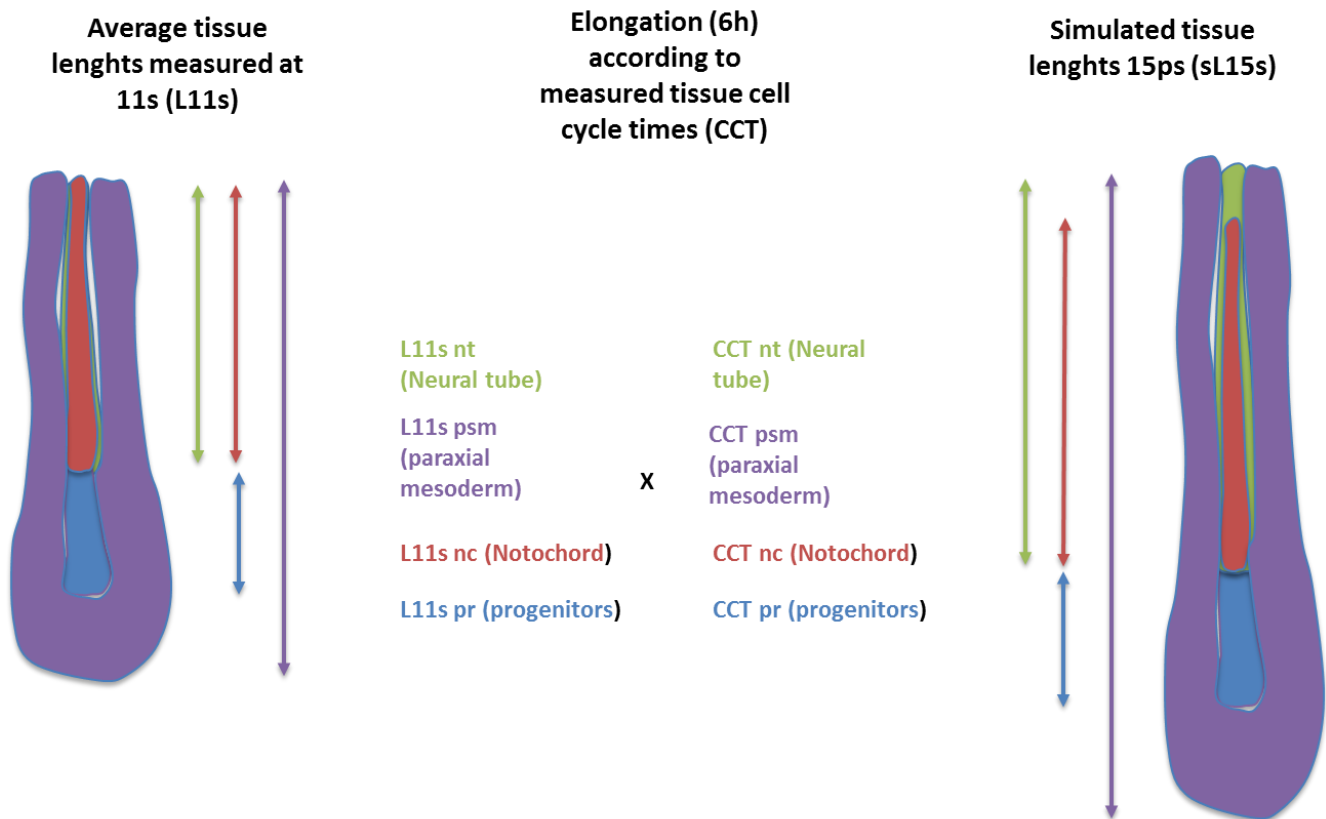 Average tissue
lenghts measured at
11s (L11s)
Elongation (6h)
according to
measured tissue cell
cycle times (CCT)
Simulated tissue
lenghts 15ps (sL15s)
L11s nt
(Neural tube)
L11s psm
(paraxial
mesoderm)
L11s nc (Notochord)
L11s pr (progenitors)
X
CCT nt (Neural
tube)
CCT psm
(paraxial
mesoderm)
CCT nc (Notochord)
CCT pr (progenitors)